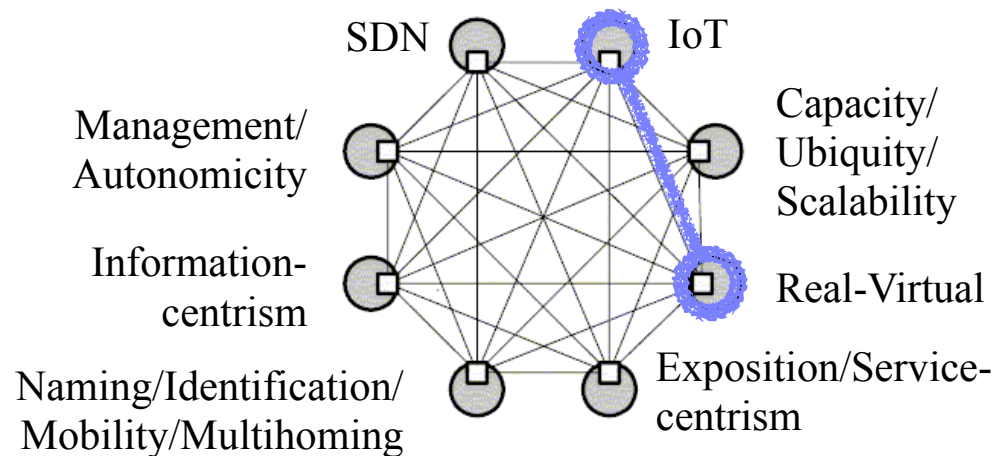 SDN
IoT
Management/
Autonomicity
Capacity/
Ubiquity/
Scalability
Information-
centrism
Real-Virtual
Naming/Identification/
Mobility/Multihoming
Exposition/Service-
centrism